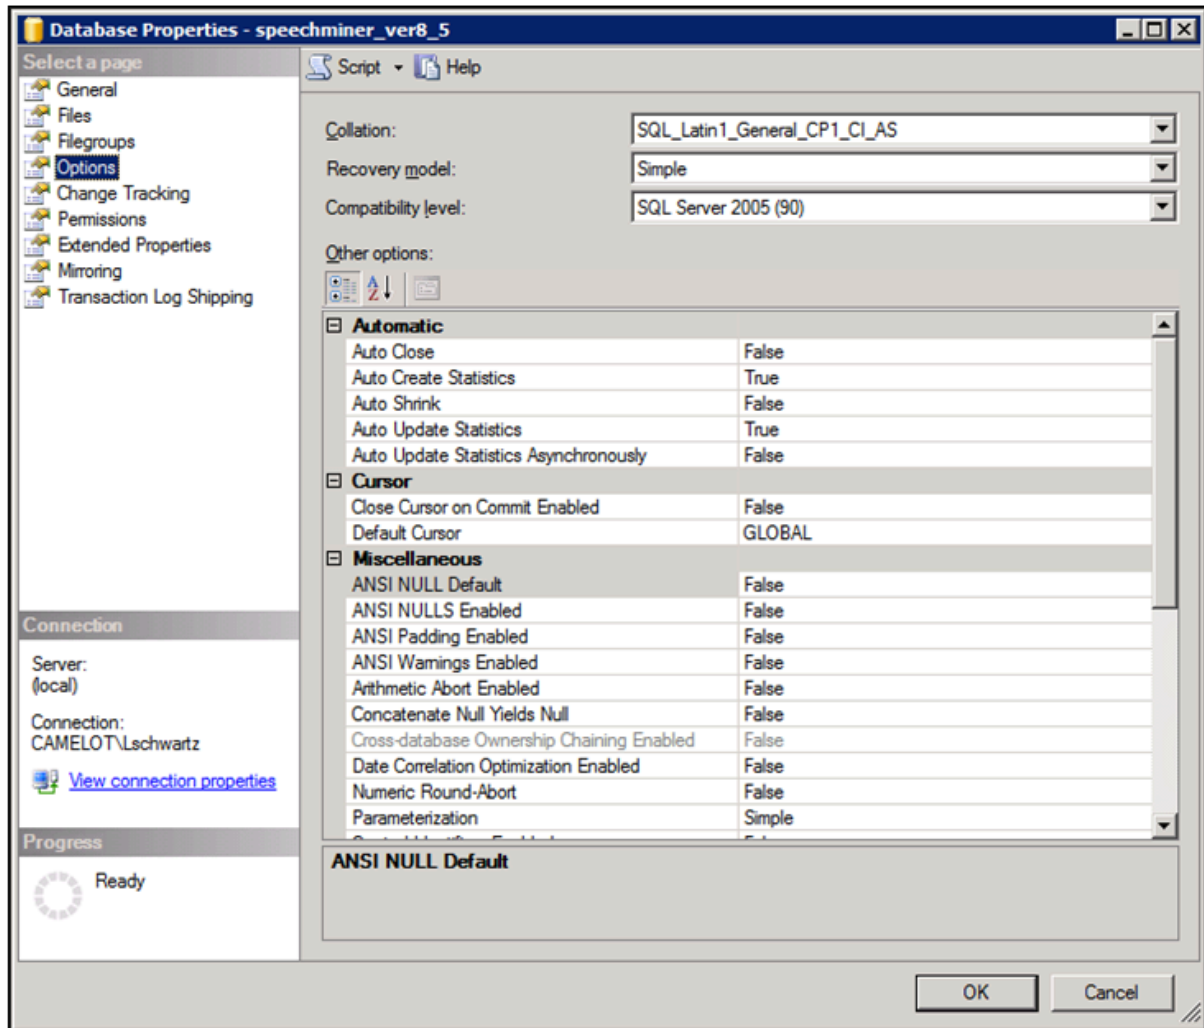 Database Properties - speechminer_ver8_5
Select a page
General
Files
Filegroups
Options
Change Tracking
Permissions
Extended Properties
Mirroring
Transaction Log Shipping
Connection
Server:
(local)
Connection:
CAMELOT\Lschwartz
View connection properties
Progress
Ready
Script Help
Collation: SQL_Latin1_General_CP1_CI_AS
Recovery model: Simple
Compatibility level: SQL Server 2005 (90)
Other options:
Automatic
Auto Close False
Auto Create Statistics True
Auto Shrink False
Auto Update Statistics True
Auto Update Statistics Asynchronously False
Cursor
Close Cursor on Commit Enabled False
Default Cursor GLOBAL
Miscellaneous
ANSI NULL Default False
ANSI NULLS Enabled False
ANSI Padding Enabled False
ANSI Warnings Enabled False
Arithmetic Abort Enabled False
Concatenate Null Yields Null False
Cross-database Ownership Chaining Enabled False
Date Correlation Optimization Enabled False
Numeric Round-Abort False
Parameterization Simple
ANSI NULL Default
OK Cancel